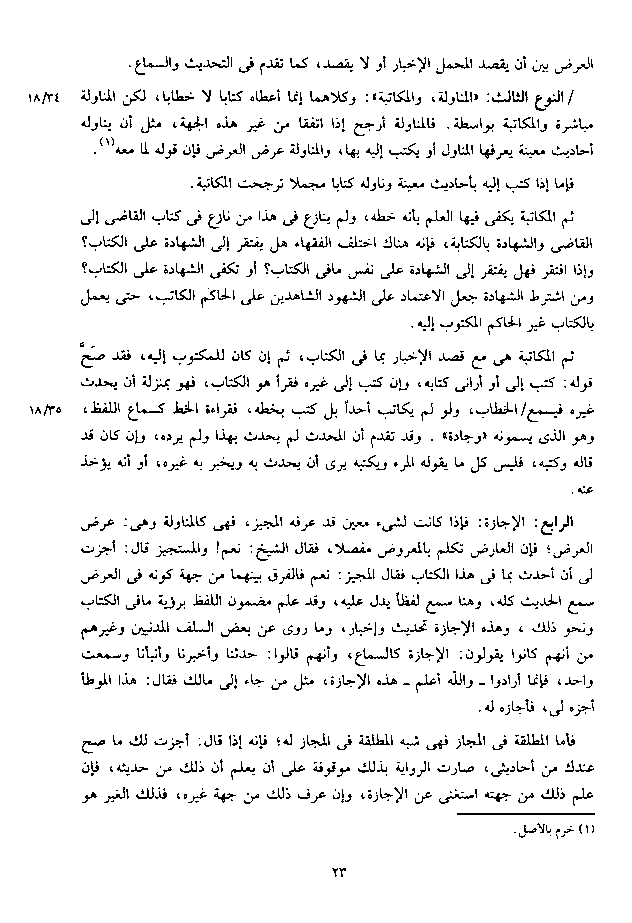 العرض بين أن يقصد المحمل الإخبار أو لا يقصد، كما تقدم فى التحديث والسماع.
/ النوع الثالث: «المناولة، والمكاتبة»: وكلاهما إنما أعطاه كتابا لا خطابا، لكن المناولة ١٨/٣٤
مباشرة والمكاتبة بواسطة. فالمناولة أرجح إذا اتفقا من غير هذه الجهة، مثل أن يناوله
أحاديث معينة يعرفها المناول أو يكتب إليه بها، والمناولة عرض العرض فإن قوله لما معه(١).
فإما إذا كتب إليه بأحاديث معينة وناوله كتابا مجملا ترجحت المكاتبة.
ثم المكاتبة يكفى فيها العلم بأنه خطه، ولم ينازع فى هذا من نازع فى كتاب القاضى إلى
القاضى والشهادة بالكتابة، فإنه هناك اختلف الفقهاء هل يفتقر إلى الشهادة على الكتاب؟
وإذا افتقر فهل يفتقر إلى الشهادة على نفس مافى الكتاب؟ أو تكفى الشهادة على الكتاب؟
ومن اشترط الشهادة جعل الاعتماد على الشهود الشاهدين على الحاكم الكاتب، حتى يعمل
بالكتاب غير الحاكم المكتوب إليه.
ثم المكاتبة هى مع قصد الإخبار بما فى الكتاب، ثم إن كان للمكتوب إليه، فقد صَحَّ
قوله: كتب إلى أو أرانى كتابه، وإن كتب إلى غيره فقرأ هو الكتاب، فهو بمنزلة أن يحدث
غيره فيسمع/ الخطاب، ولو لم يكاتب أحداً بل كتب بخطه، فقراءة الخط كسماع اللفظ، ١٨/٣٥
وهو الذى يسمونه «وجادة» . وقد تقدم أن المحدث لم يحدث بهذا ولم يرده، وإن كان قد
قاله وكتبه، فليس كل ما يقوله المرء ويكتبه يرى أن يحدث به ويخبر به غيره، أو أنه يؤخذ
عنه.
الرابع: الإجازة: فإذا كانت لشىء معين قد عرفه المجيز، فهى كالمناولة وهى: عرض
العرض؛ فإن العارض تكلم بالمعروض مفصلا، فقال الشيخ: نعم! والمستجيز قال: أجزت
لى أن أحدث بما فى هذا الكتاب فقال المجيز: نعم فالفرق بينهما من جهة كونه فى العرض
سمع الحديث كله، وهنا سمع لفظاً يدل عليه، وقد علم مضمون اللفظ برؤية مافى الكتاب
ونحو ذلك ، وهذه الإجازة تحديث وإخبار، وما روى عن بعض السلف المدنيين وغيرهم
من أنهم كانوا يقولون: الإجازة كالسماع، وأنهم قالوا: حدثنا وأخبرنا وأنبأنا وسمعت
واحد، فإنما أرادوا ـ والله أعلم ـ هذه الإجازة، مثل من جاء إلى مالك فقال: هذا الموطأ
أجزه لى، فأجازه له.
فأما المطلقة فى المجاز فهى شبه المطلقة فى المجاز له؛ فإنه إذا قال: أجزت لك ما صح
عندك من أحاديثى، صارت الرواية بذلك موقوفة على أن يعلم أن ذلك من حديثه، فإن
علم ذلك من جهته استغنى عن الإجازة، وإن عرف ذلك من جهة غيره، فذلك الغير هو
(١) خرم بالأصل.
٢٣